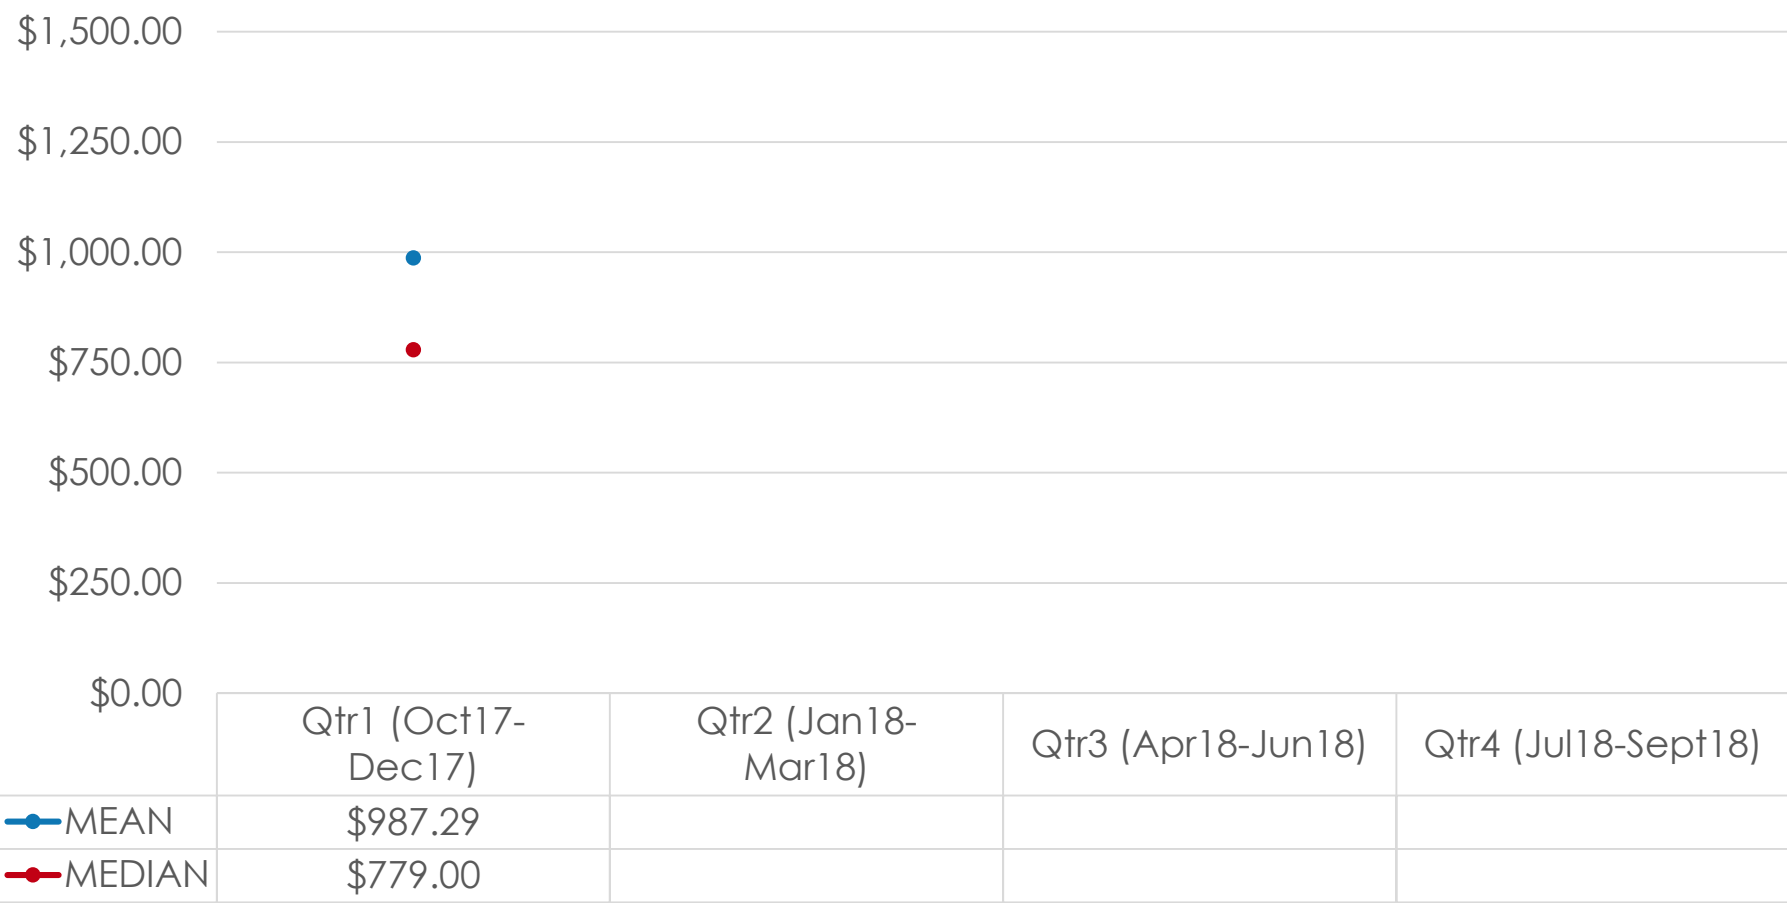 $1,500.00
$1,250.00
$1,000.00
$750.00
$500.00
$250.00
$0.00
Qtr1 (Oct17-
Dec17)
Qtr2 (Jan18-
Mar18)
Qtr3 (Apr18-Jun18)
Qtr4 (Jul18-Sept18)
MEAN $987.29
MEDIAN $779.00